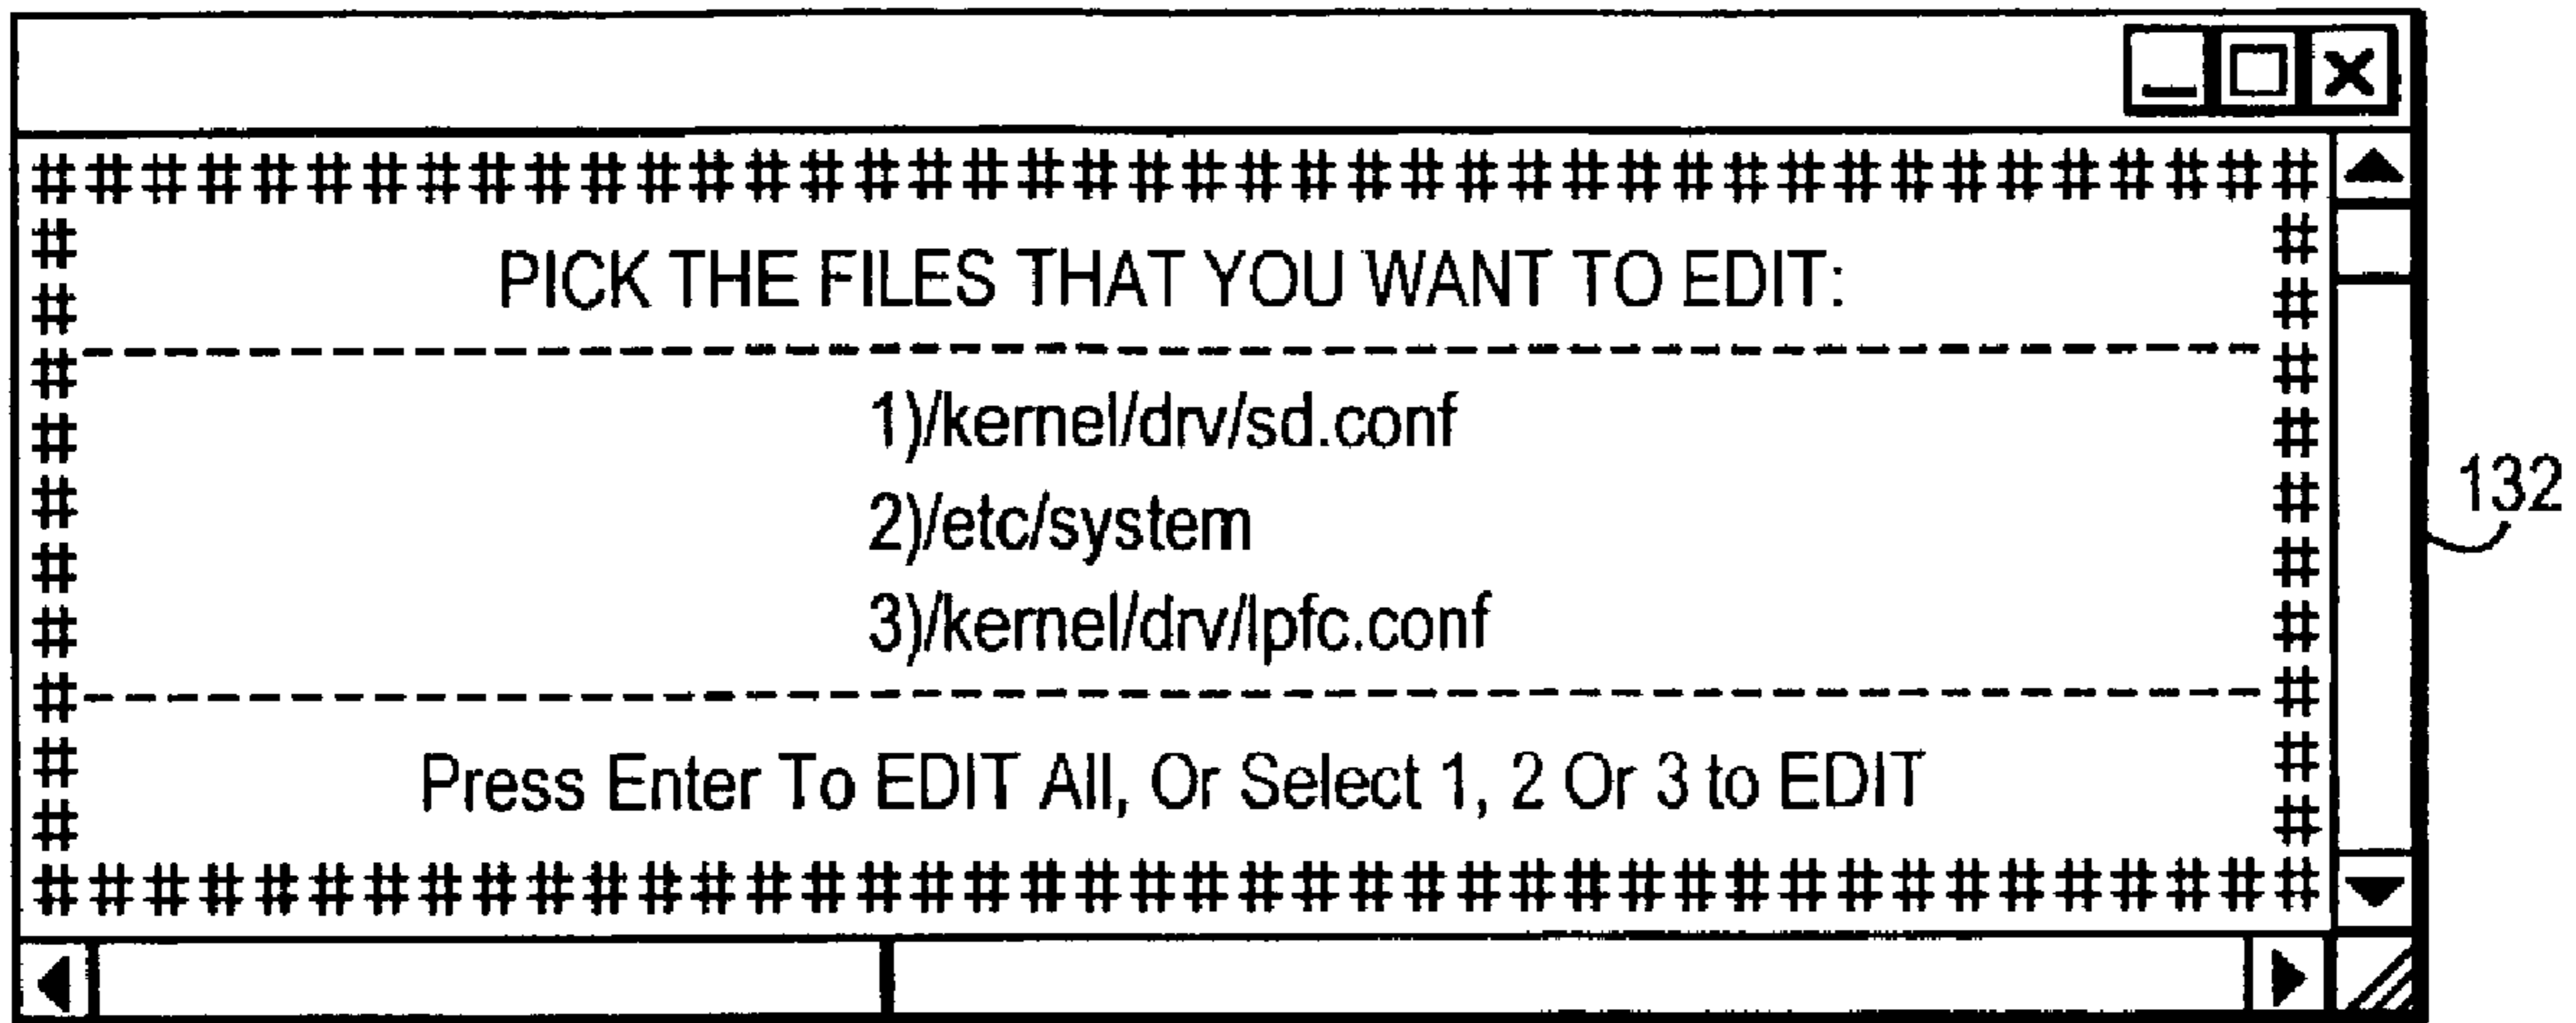 ##########################################
PICK THE FILES THAT YOU WANT TO EDIT:
# ---------------------------------------- #
1)/kernel/drv/sd.conf
2)/etc/system
3)/kernel/drv/lpfc.conf
# ---------------------------------------- #
Press Enter To EDIT All, Or Select 1, 2 Or 3 to EDIT
##########################################
132